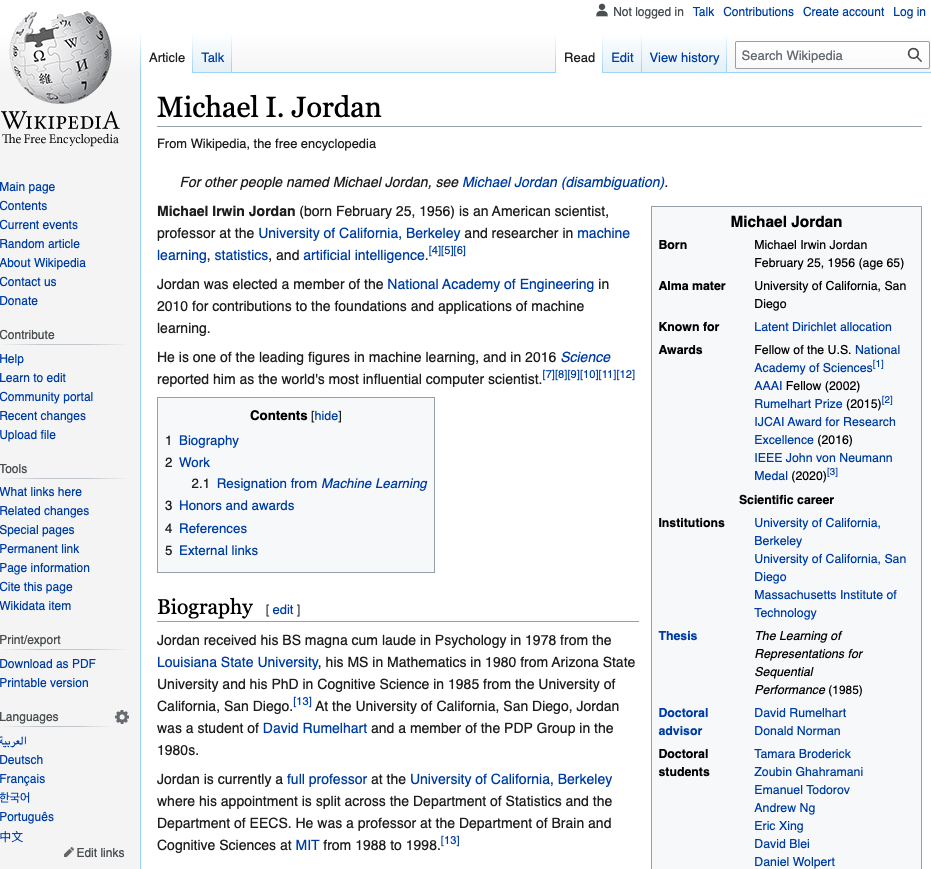 Not logged in Talk Contributions Create account Log in
Article Talk Read Edit View history Search Wikipedia
WIKIPEDIA
The Free Encyclopedia
Main page
Contents
Current events
Random article
About Wikipedia
Contact us
Donate
Contribute
Help
Learn to edit
Community portal
Recent changes
Upload file
Tools
What links here
Related changes
Special pages
Permanent link
Page information
Cite this page
Wikidata item
Print/export
Download as PDF
Printable version
Languages
العربية
Deutsch
Français
한국어
Português
中文
Edit links
Michael I. Jordan
From Wikipedia, the free encyclopedia
For other people named Michael Jordan, see Michael Jordan (disambiguation).
Michael Irwin Jordan (born February 25, 1956) is an American scientist,
professor at the University of California, Berkeley and researcher in machine
learning, statistics, and artificial intelligence.[4][5][6]
Jordan was elected a member of the National Academy of Engineering in
2010 for contributions to the foundations and applications of machine
learning.
He is one of the leading figures in machine learning, and in 2016 Science
reported him as the world's most influential computer scientist.[7][8][9][10][11][12]
Contents [hide]
1 Biography
2 Work
2.1 Resignation from Machine Learning
3 Honors and awards
4 References
5 External links
Biography [ edit ]
Jordan received his BS magna cum laude in Psychology in 1978 from the
Louisiana State University, his MS in Mathematics in 1980 from Arizona State
University and his PhD in Cognitive Science in 1985 from the University of
California, San Diego.[13] At the University of California, San Diego, Jordan
was a student of David Rumelhart and a member of the PDP Group in the
1980s.
Jordan is currently a full professor at the University of California, Berkeley
where his appointment is split across the Department of Statistics and the
Department of EECS. He was a professor at the Department of Brain and
Cognitive Sciences at MIT from 1988 to 1998.[13]
Michael Jordan
Born Michael Irwin Jordan
February 25, 1956 (age 65)
Alma mater University of California, San
Diego
Known for Latent Dirichlet allocation
Awards Fellow of the U.S. National
Academy of Sciences[1]
AAAI Fellow (2002)
Rumelhart Prize (2015)[2]
IJCAI Award for Research
Excellence (2016)
IEEE John von Neumann
Medal (2020)[3]
Scientific career
Institutions University of California,
Berkeley
University of California, San
Diego
Massachusetts Institute of
Technology
Thesis The Learning of
Representations for
Sequential
Performance (1985)
Doctoral David Rumelhart
advisor Donald Norman
Doctoral Tamara Broderick
students Zoubin Ghahramani
Emanuel Todorov
Andrew Ng
Eric Xing
David Blei
Daniel Wolpert